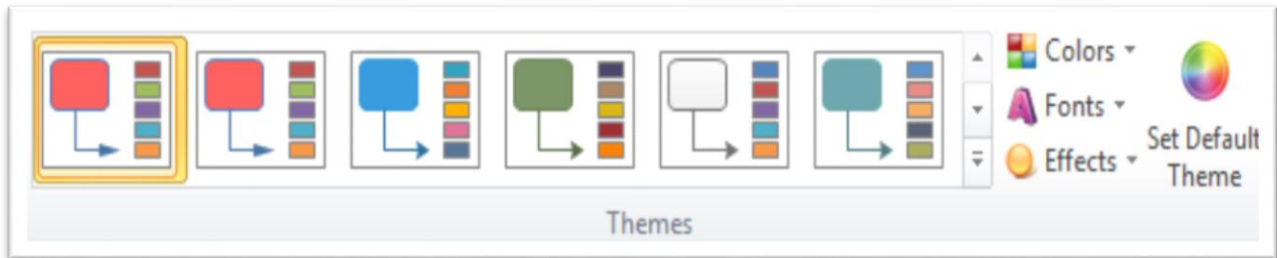 Colors
Fonts
Effects
Set Default
Theme
Themes